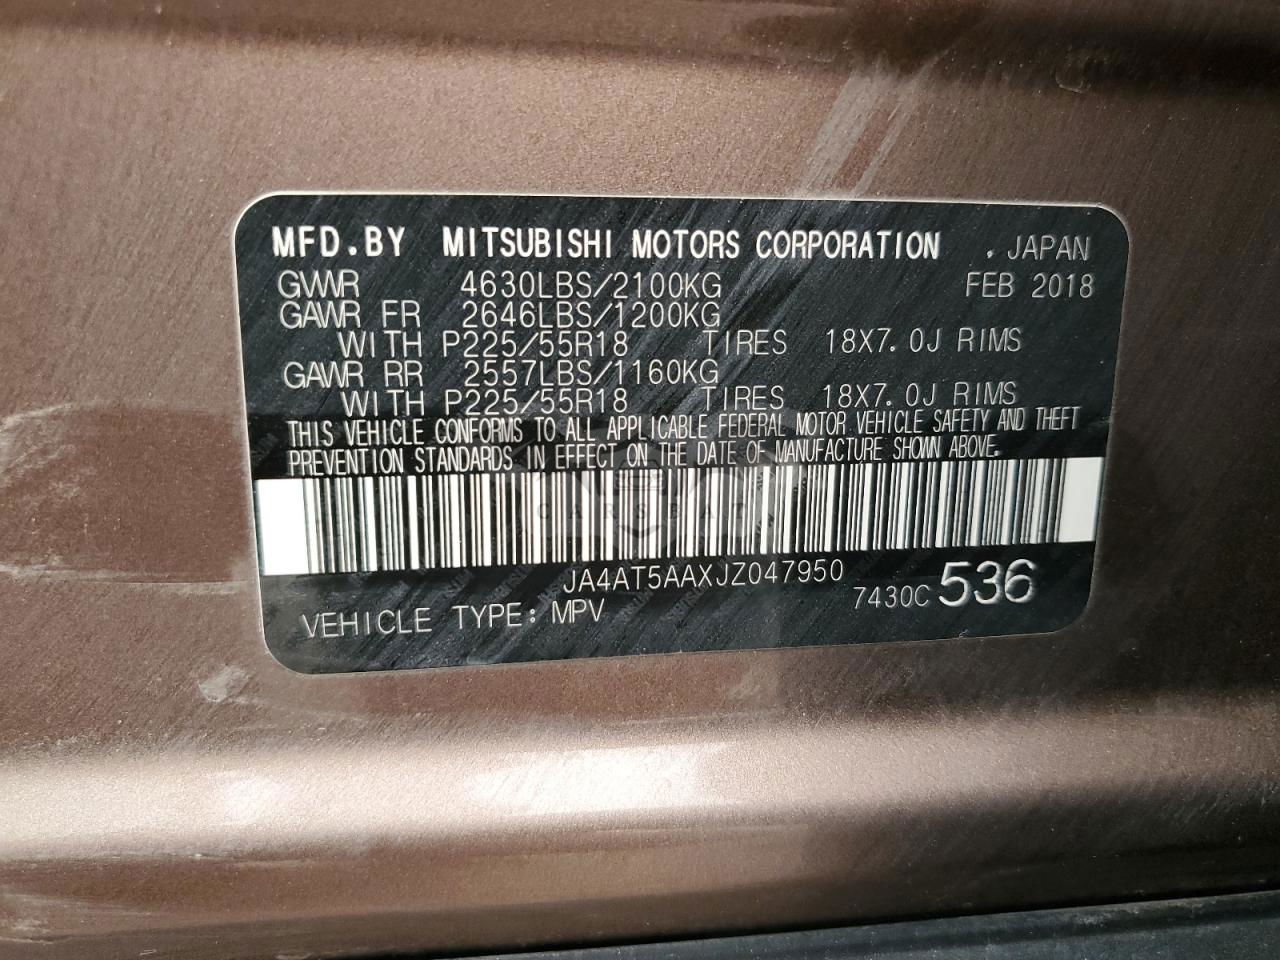 MFD.BY MITSUBISHI MOTORS CORPORATION . JAPAN
GVWR 4630LBS/2100KG FEB 2018
GAWR FR 2646LBS/1200KG
WITH P225/55R18 TIRES 18X7.0J RIMS
GAWR RR 2557LBS/1160KG
WITH P225/55R18 TIRES 18X7.0J RIMS
THIS VEHICLE CONFORMS TO ALL APPLICABLE FEDERAL MOTOR VEHICLE SAFETY AND THEFT
PREVENTION STANDARDS IN EFFECT ON THE DATE OF MANUFACTURE SHOWN ABOVE.
JA4AT5AAXJZ047950
VEHICLE TYPE: MPV 7430C 536